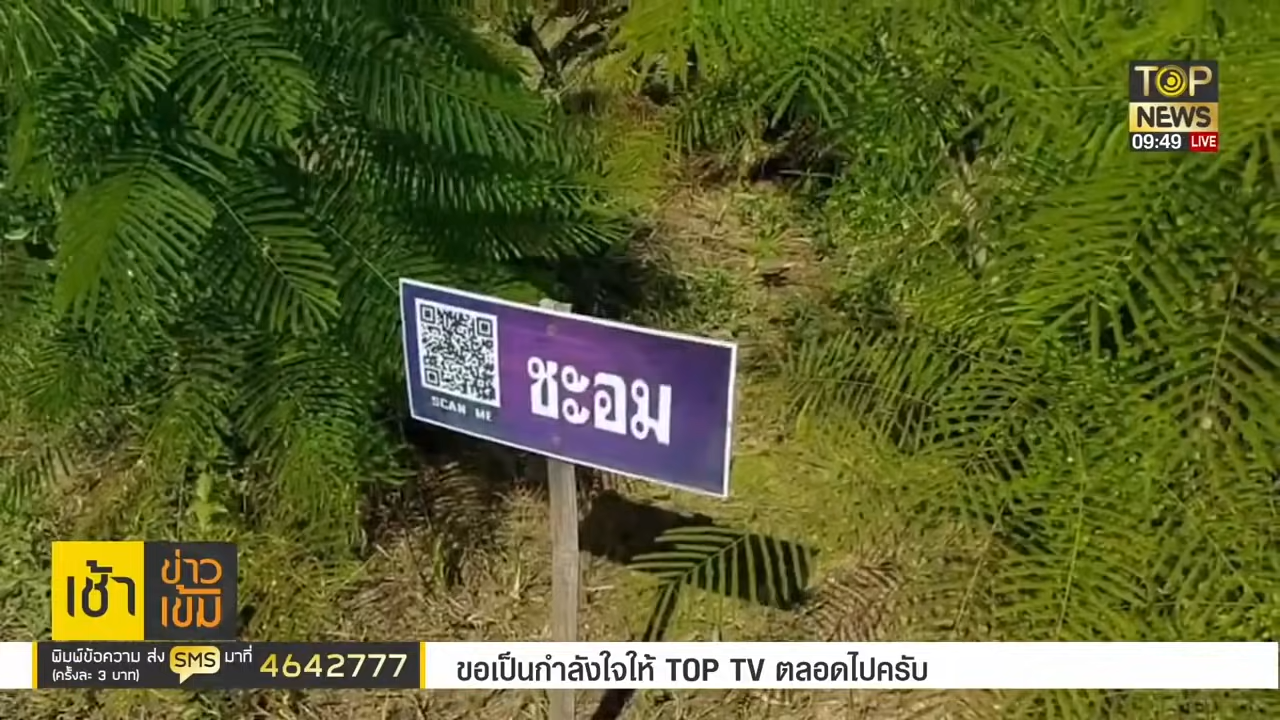 TOP
NEWS
09:49 LIVE
SCAN ME
ชะอม
เช้า
ข่าว
เข้ม
พิมพ์ข้อความ ส่ง SMS มาที่ 4642777
(ครั้งละ 3 บาท)
ขอเป็นกำลังใจให้ TOP TV ตลอดไปครับ